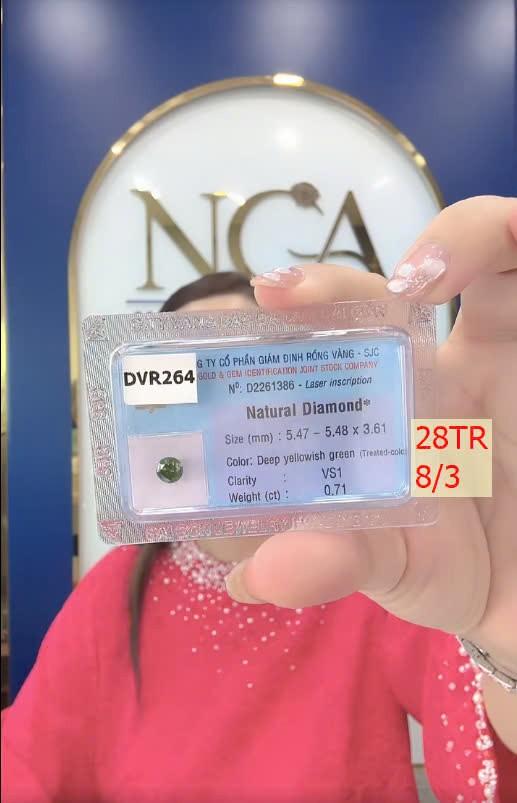 NGA
DVR264
G TY CỔ PHẦN GIÁM ĐỊNH RỒNG VÀNG - SJC
GOLD & GEM IDENTIFICATION JOINT STOCK COMPANY
Nº: D2261386 - Laser inscription
Natural Diamond*
Size (mm) : 5.47 – 5.48 x 3.61
Color: Deep yellowish green (Treated-colo
Clarity : VS1
Weight (ct) : 0.71
28TR
8/3